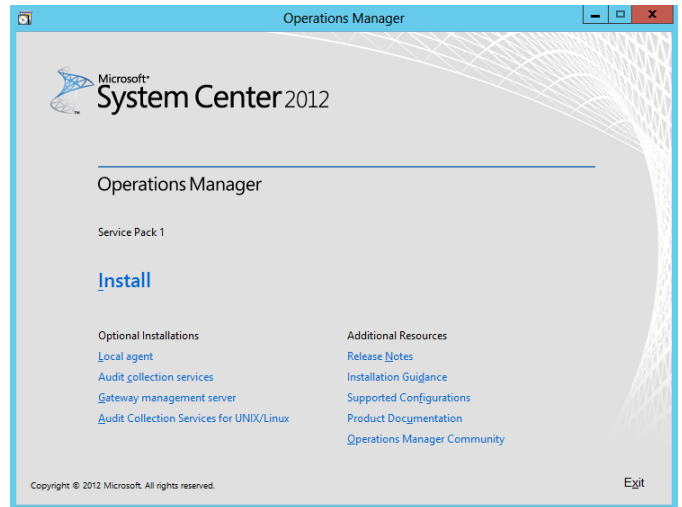 Operations Manager
Microsoft®
System Center 2012
Operations Manager
Service Pack 1
Install
Optional Installations
Local agent
Audit collection services
Gateway management server
Audit Collection Services for UNIX/Linux
Additional Resources
Release Notes
Installation Guidance
Supported Configurations
Product Documentation
Operations Manager Community
Copyright © 2012 Microsoft. All rights reserved.
Exit